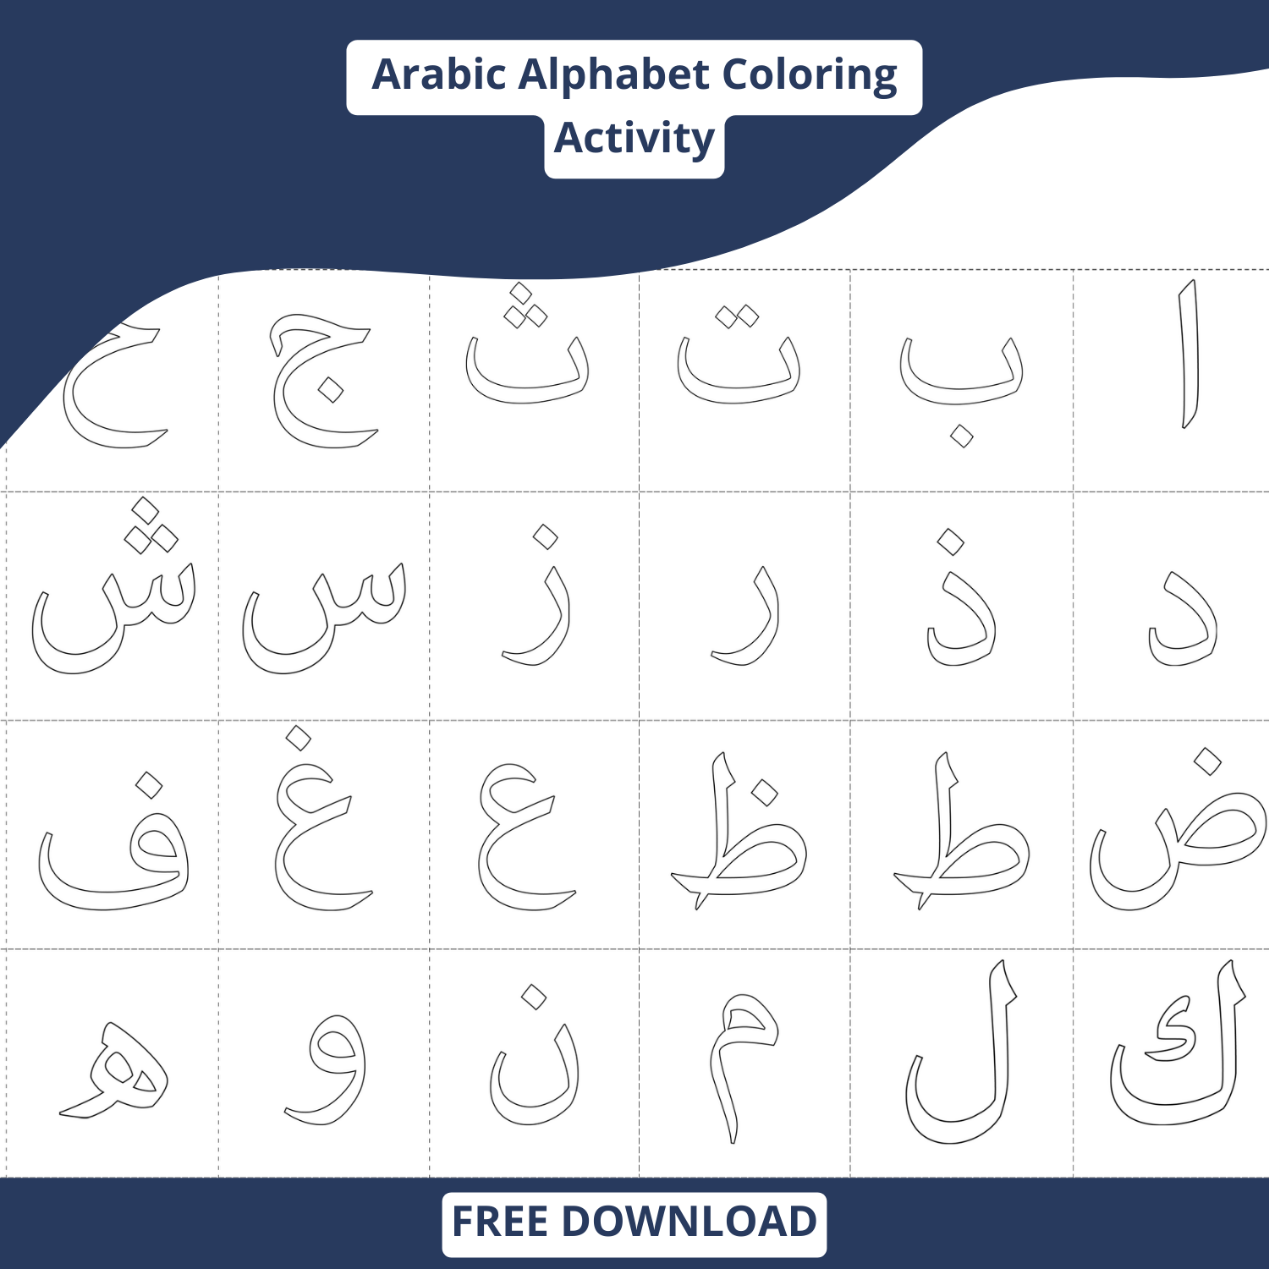 Arabic Alphabet Coloring
Activity
ا ب ت ث ج ح
د ذ ر ز س ش
ض ط ظ ع غ ف
ك ل م ن و ه
FREE DOWNLOAD